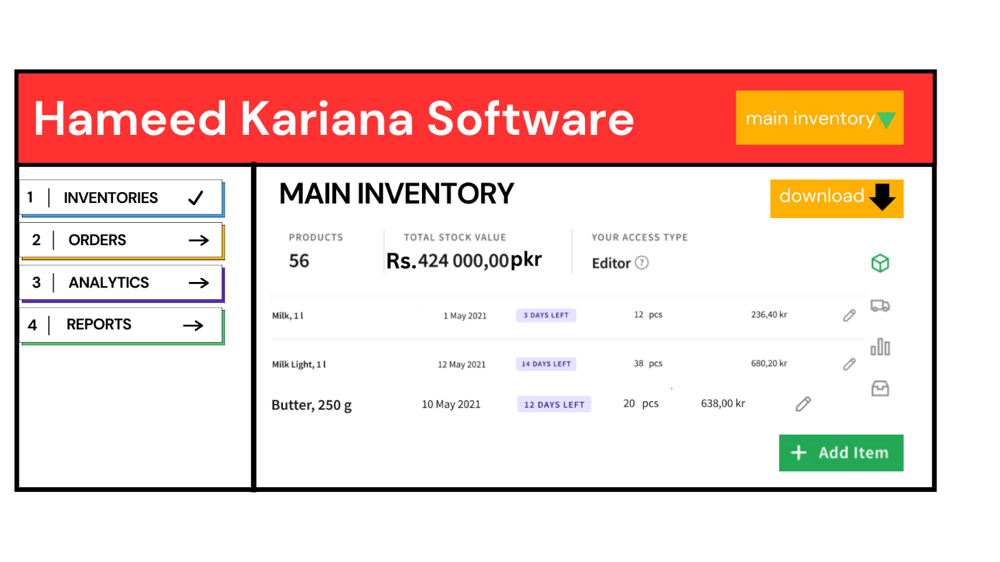 Hameed Kariana Software
main inventory
1 | INVENTORIES
2 | ORDERS
3 | ANALYTICS
4 | REPORTS
MAIN INVENTORY
download
PRODUCTS TOTAL STOCK VALUE YOUR ACCESS TYPE
56 Rs.424 000,00pkr Editor ?
Milk, 1 l 1 May 2021 3 DAYS LEFT 12 pcs 236,40 kr
Milk Light, 1 l 12 May 2021 14 DAYS LEFT 38 pcs 680,20 kr
Butter, 250 g 10 May 2021 12 DAYS LEFT 20 pcs 638,00 kr
+ Add Item